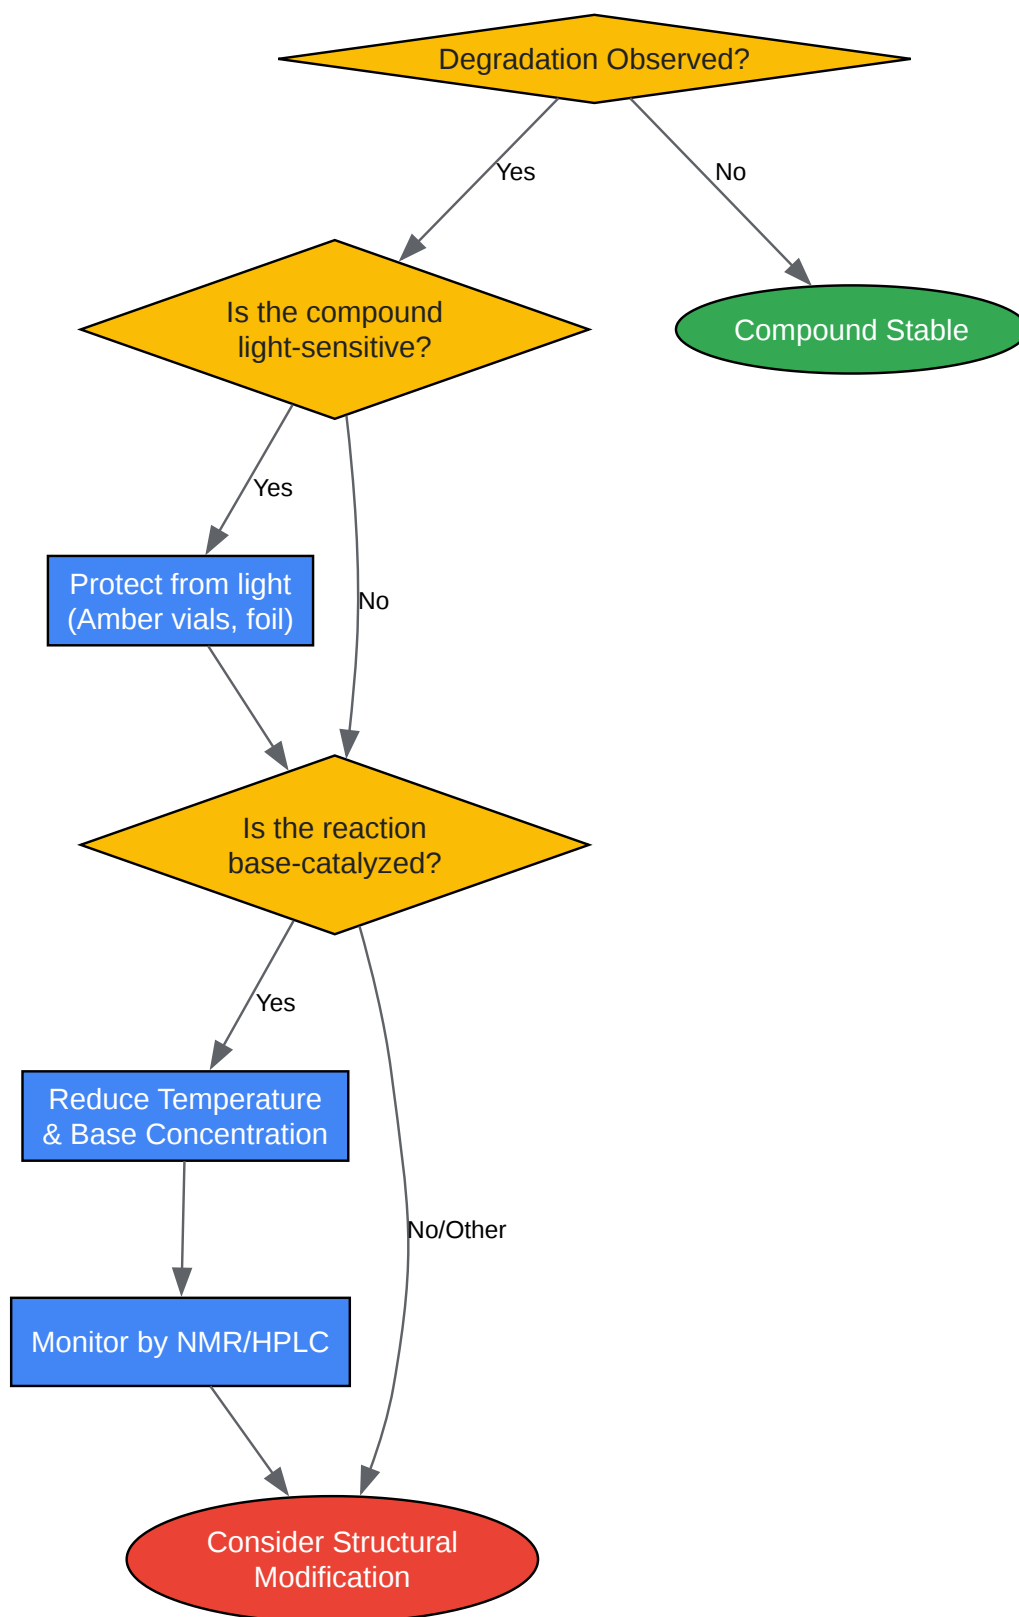 Degradation Observed?
Yes
No
Is the compound
light-sensitive?
Compound Stable
Yes
Protect from light
(Amber vials, foil)
No
Is the reaction
base-catalyzed?
Yes
Reduce Temperature
& Base Concentration
No/Other
Monitor by NMR/HPLC
Consider Structural
Modification